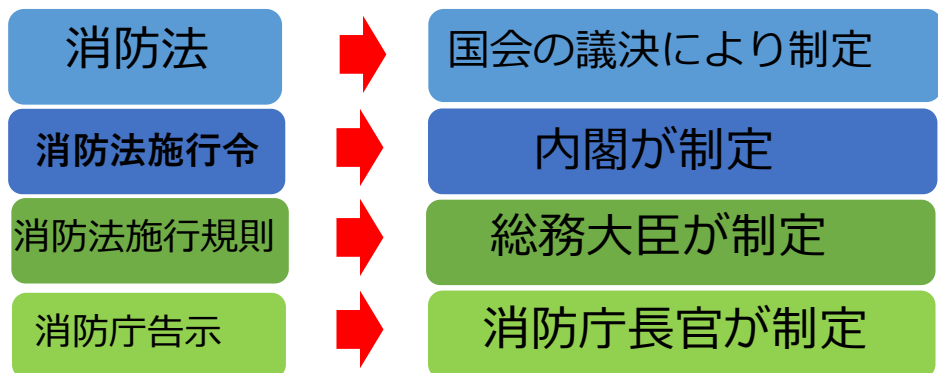 消防法
国会の議決により制定
消防法施行令
内閣が制定
消防法施行規則
総務大臣が制定
消防庁告示
消防庁長官が制定